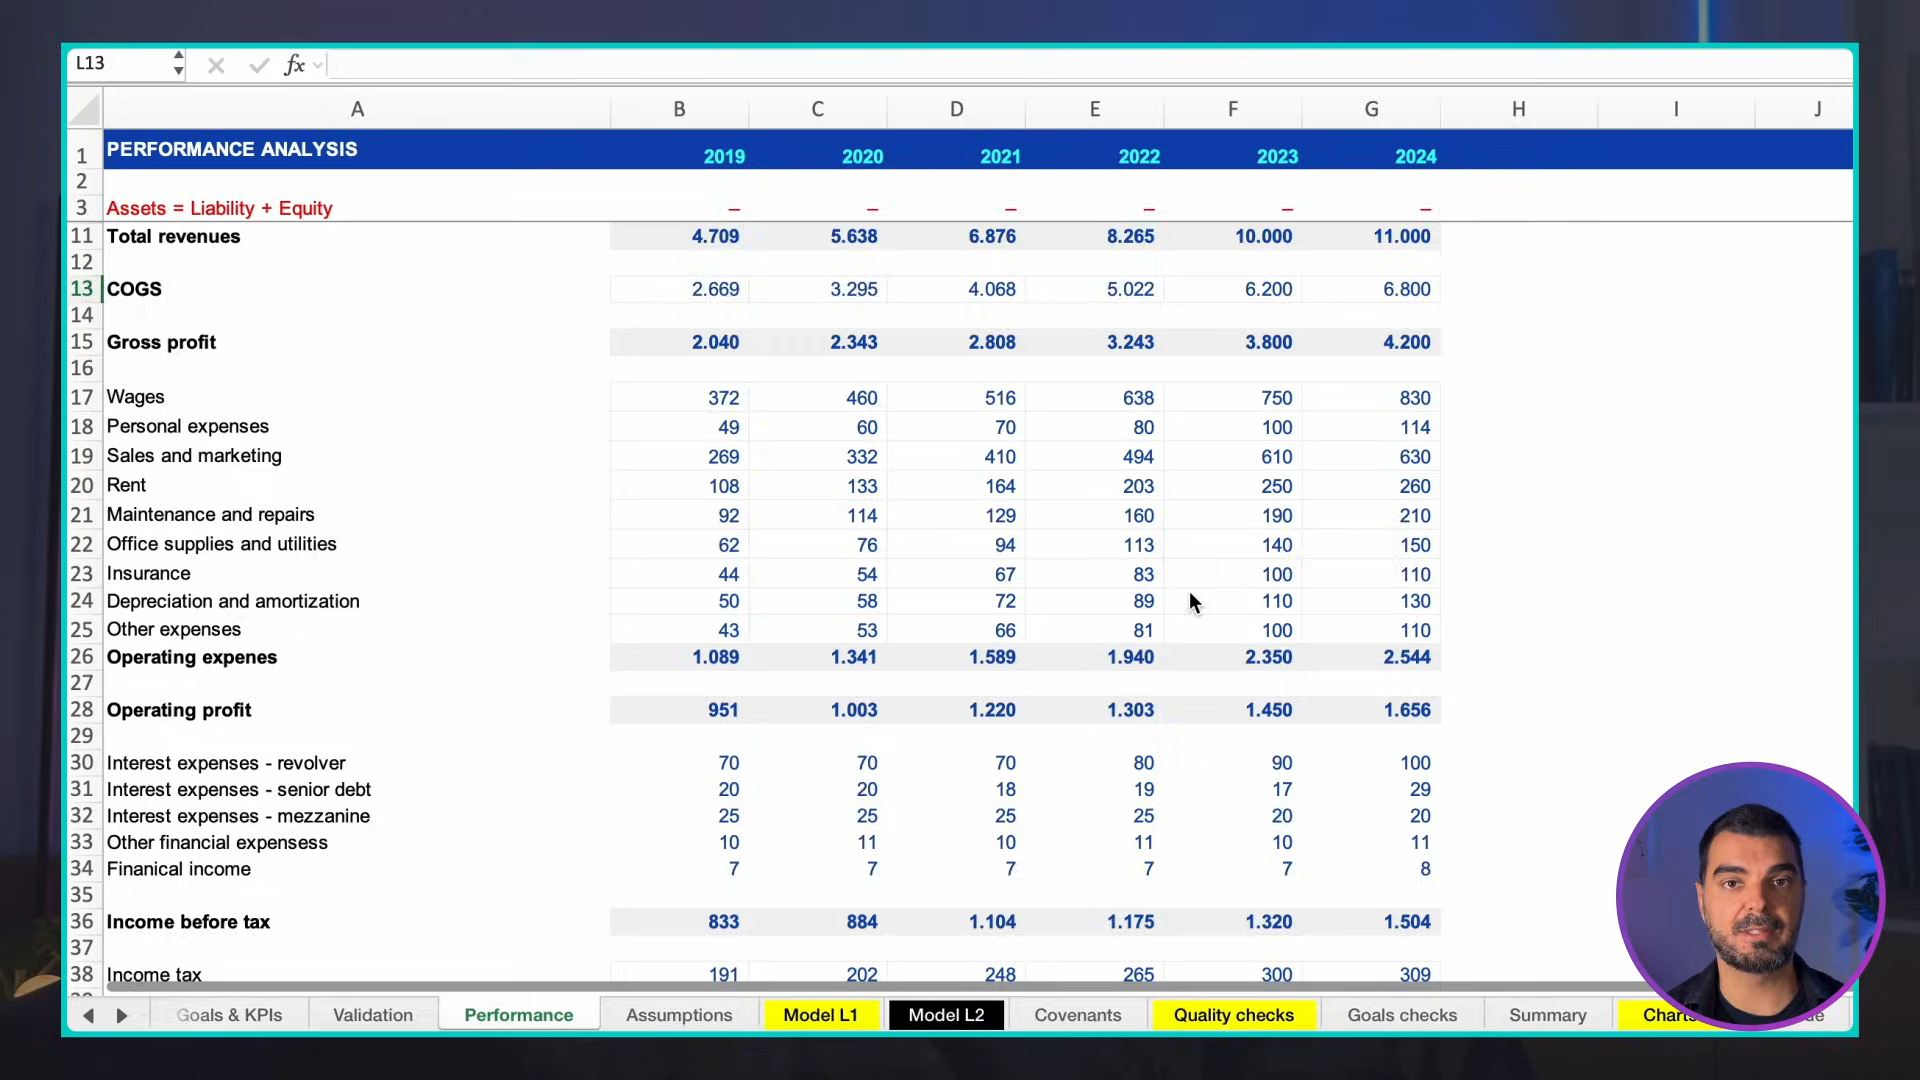 L13
fx
A B C D E F G H I J
1 PERFORMANCE ANALYSIS 2019 2020 2021 2022 2023 2024
2
3 Assets = Liability + Equity – – – – – –
11 Total revenues 4.709 5.638 6.876 8.265 10.000 11.000
12
13 COGS 2.669 3.295 4.068 5.022 6.200 6.800
14
15 Gross profit 2.040 2.343 2.808 3.243 3.800 4.200
16
17 Wages 372 460 516 638 750 830
18 Personal expenses 49 60 70 80 100 114
19 Sales and marketing 269 332 410 494 610 630
20 Rent 108 133 164 203 250 260
21 Maintenance and repairs 92 114 129 160 190 210
22 Office supplies and utilities 62 76 94 113 140 150
23 Insurance 44 54 67 83 100 110
24 Depreciation and amortization 50 58 72 89 110 130
25 Other expenses 43 53 66 81 100 110
26 Operating expenes 1.089 1.341 1.589 1.940 2.350 2.544
27
28 Operating profit 951 1.003 1.220 1.303 1.450 1.656
29
30 Interest expenses - revolver 70 70 70 80 90 100
31 Interest expenses - senior debt 20 20 18 19 17 29
32 Interest expenses - mezzanine 25 25 25 25 20 20
33 Other financial expensess 10 11 10 11 10 11
34 Finanical income 7 7 7 7 7 8
35
36 Income before tax 833 884 1.104 1.175 1.320 1.504
37
38 Income tax 191 202 248 265 300 309
Goals & KPIs Validation Performance Assumptions Model L1 Model L2 Covenants Quality checks Goals checks Summary Charts